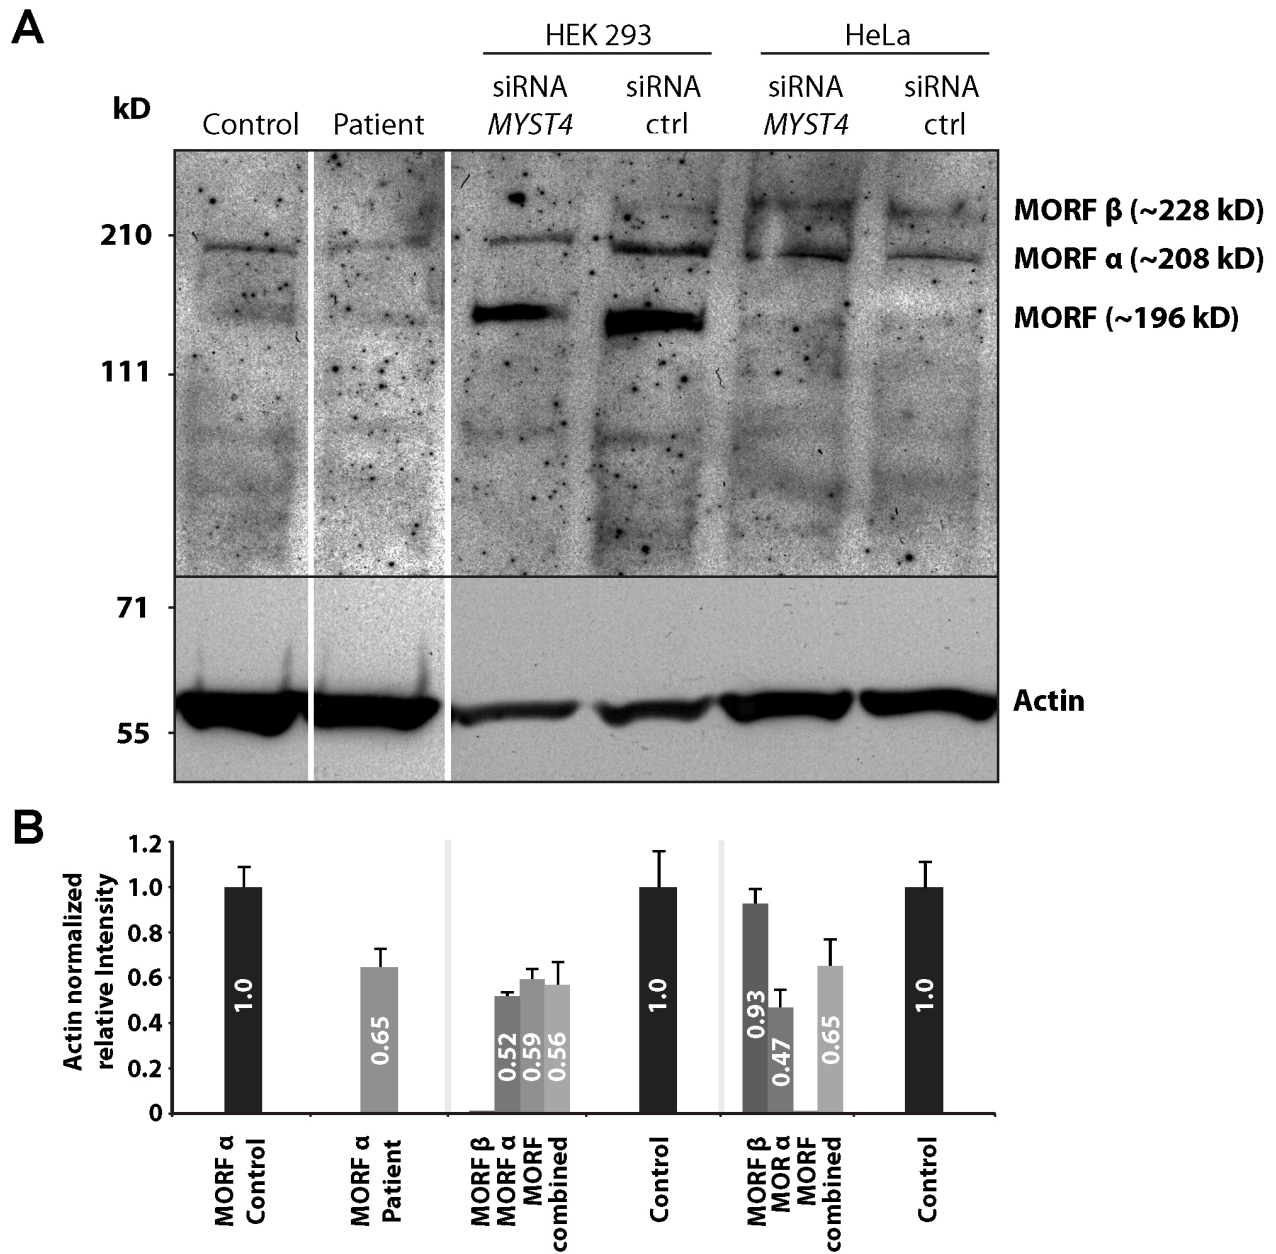 A
HEK 293 HeLa
kD
Control Patient siRNA MYST4 siRNA ctrl siRNA MYST4 siRNA ctrl
MORF β (~228 kD)
210
MORF α (~208 kD)
MORF (~196 kD)
111
71
Actin
55
B
Actin normalized
relative Intensity
1.2
1.0
0.8
0.6
0.4
0.2
0
1.0
0.65
0.52
0.59
0.56
1.0
0.93
0.47
0.65
1.0
MORF α
Control
MORF α
Patient
MORF β
MORF α
MORF
combined
Control
MORF β
MOR α
MORF
combined
Control